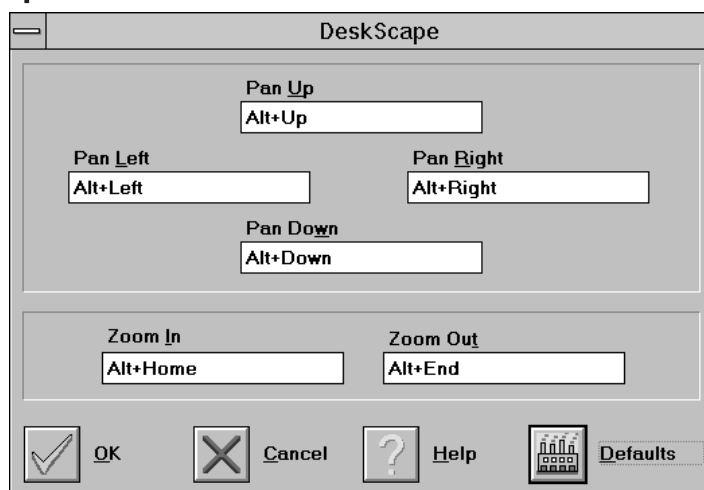 DeskScape
Pan Up
Alt+Up
Pan Left Pan Right
Alt+Left Alt+Right
Pan Down
Alt+Down
Zoom In Zoom Out
Alt+Home Alt+End
OK Cancel Help Defaults